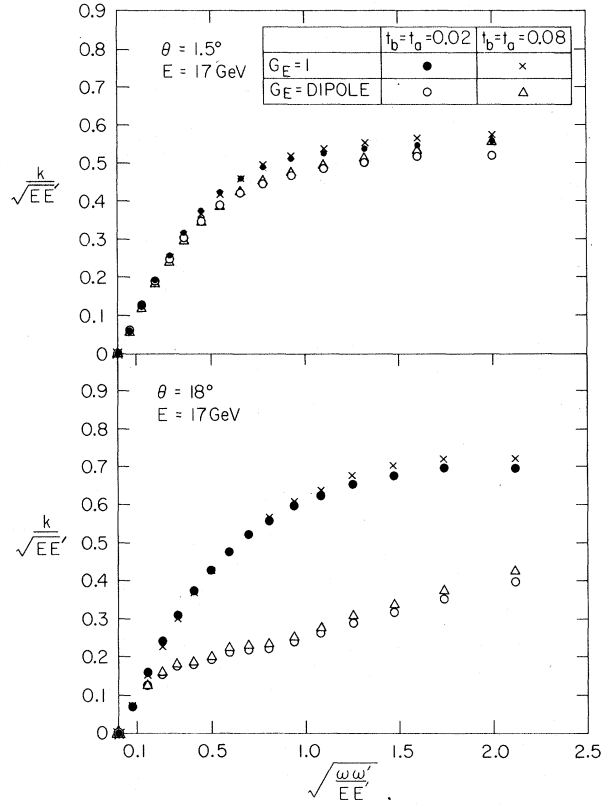 0.9
0.8
0.7
0.6
0.5
0.4
0.3
0.2
0.1
0
k
√EE′
θ = 1.5°
E = 17 GeV
t_b=t_a=0.02 t_b=t_a=0.08
G_E=1 ● ×
G_E=DIPOLE ○ △
0.9
0.8
0.7
0.6
0.5
0.4
0.3
0.2
0.1
0
k
√EE′
θ = 18°
E = 17 GeV
0.1 0.5 1.0 1.5 2.0 2.5
√(ωω′/EE′)